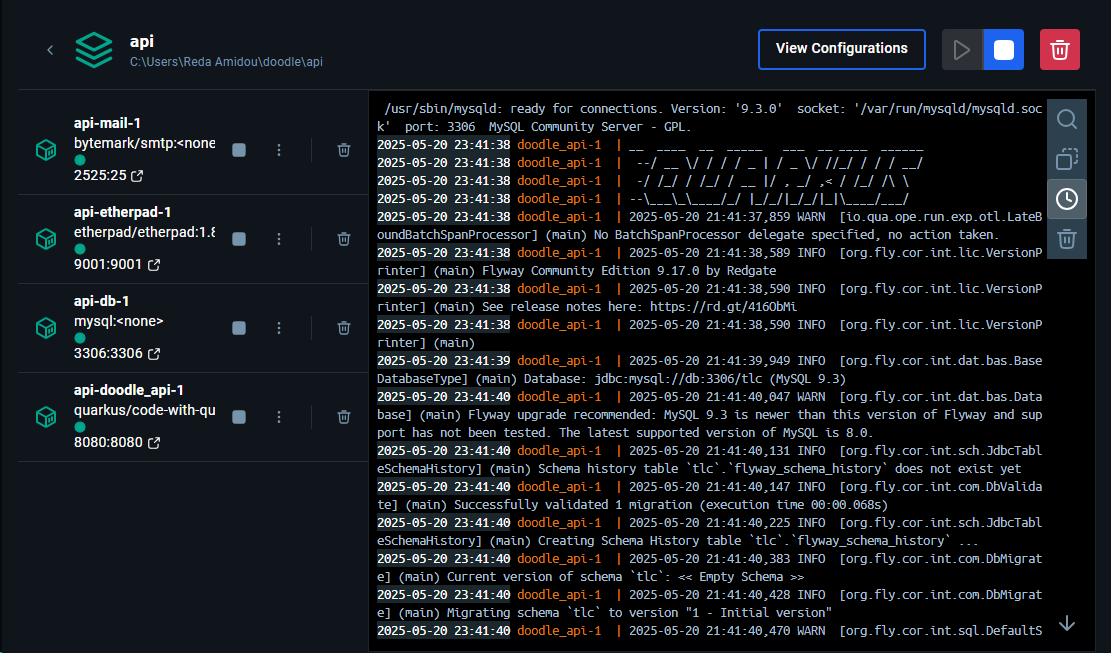 api
C:\Users\Reda Amidou\doodle\api
View Configurations
api-mail-1
bytemark/smtp:<none
2525:25
api-etherpad-1
etherpad/etherpad:1.8
9001:9001
api-db-1
mysql:<none>
3306:3306
api-doodle_api-1
quarkus/code-with-qu
8080:8080
/usr/sbin/mysqld: ready for connections. Version: '9.3.0'  socket: '/var/run/mysqld/mysqld.soc
k'  port: 3306  MySQL Community Server - GPL.
2025-05-20 23:41:38 doodle_api-1  | __  ____  __  _____   ___  __ ____  ______
2025-05-20 23:41:38 doodle_api-1  |  --/ __ \/ / / / _ | / _ \/ //_/ / / / __/
2025-05-20 23:41:38 doodle_api-1  |  -/ /_/ / /_/ / __ |/ , _/ ,< / /_/ /\ \
2025-05-20 23:41:38 doodle_api-1  | --\___\_\____/_/ |_/_/|_/_/|_|\____/___/
2025-05-20 23:41:38 doodle_api-1  | 2025-05-20 21:41:37,859 WARN  [io.qua.ope.run.exp.otl.LateB
oundBatchSpanProcessor] (main) No BatchSpanProcessor delegate specified, no action taken.
2025-05-20 23:41:38 doodle_api-1  | 2025-05-20 21:41:38,589 INFO  [org.fly.cor.int.lic.VersionP
rinter] (main) Flyway Community Edition 9.17.0 by Redgate
2025-05-20 23:41:38 doodle_api-1  | 2025-05-20 21:41:38,590 INFO  [org.fly.cor.int.lic.VersionP
rinter] (main) See release notes here: https://rd.gt/416ObMi
2025-05-20 23:41:38 doodle_api-1  | 2025-05-20 21:41:38,590 INFO  [org.fly.cor.int.lic.VersionP
rinter] (main)
2025-05-20 23:41:39 doodle_api-1  | 2025-05-20 21:41:39,949 INFO  [org.fly.cor.int.dat.bas.Base
DatabaseType] (main) Database: jdbc:mysql://db:3306/tlc (MySQL 9.3)
2025-05-20 23:41:40 doodle_api-1  | 2025-05-20 21:41:40,047 WARN  [org.fly.cor.int.dat.bas.Data
base] (main) Flyway upgrade recommended: MySQL 9.3 is newer than this version of Flyway and sup
port has not been tested. The latest supported version of MySQL is 8.0.
2025-05-20 23:41:40 doodle_api-1  | 2025-05-20 21:41:40,131 INFO  [org.fly.cor.int.sch.JdbcTabl
eSchemaHistory] (main) Schema history table `tlc`.`flyway_schema_history` does not exist yet
2025-05-20 23:41:40 doodle_api-1  | 2025-05-20 21:41:40,147 INFO  [org.fly.cor.int.com.DbValida
te] (main) Successfully validated 1 migration (execution time 00:00.068s)
2025-05-20 23:41:40 doodle_api-1  | 2025-05-20 21:41:40,225 INFO  [org.fly.cor.int.sch.JdbcTabl
eSchemaHistory] (main) Creating Schema History table `tlc`.`flyway_schema_history` ...
2025-05-20 23:41:40 doodle_api-1  | 2025-05-20 21:41:40,383 INFO  [org.fly.cor.int.com.DbMigrat
e] (main) Current version of schema `tlc`: << Empty Schema >>
2025-05-20 23:41:40 doodle_api-1  | 2025-05-20 21:41:40,428 INFO  [org.fly.cor.int.com.DbMigrat
e] (main) Migrating schema `tlc` to version "1 - Initial version"
2025-05-20 23:41:40 doodle_api-1  | 2025-05-20 21:41:40,470 WARN  [org.fly.cor.int.sql.DefaultS